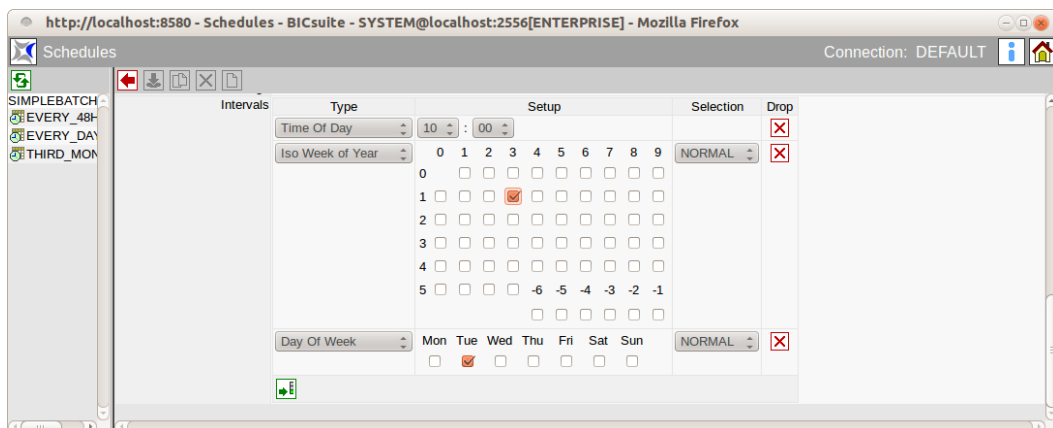 http://localhost:8580 - Schedules - BICsuite - SYSTEM@localhost:2556[ENTERPRISE] - Mozilla Firefox
Schedules Connection: DEFAULT
SIMPLEBATCH
EVERY_48H
EVERY_DAY
THIRD_MON
Intervals Type Setup Selection Drop
Time Of Day 10 : 00
Iso Week of Year 0 1 2 3 4 5 6 7 8 9 NORMAL
0
1
2
3
4
5 -6 -5 -4 -3 -2 -1
Day Of Week Mon Tue Wed Thu Fri Sat Sun NORMAL